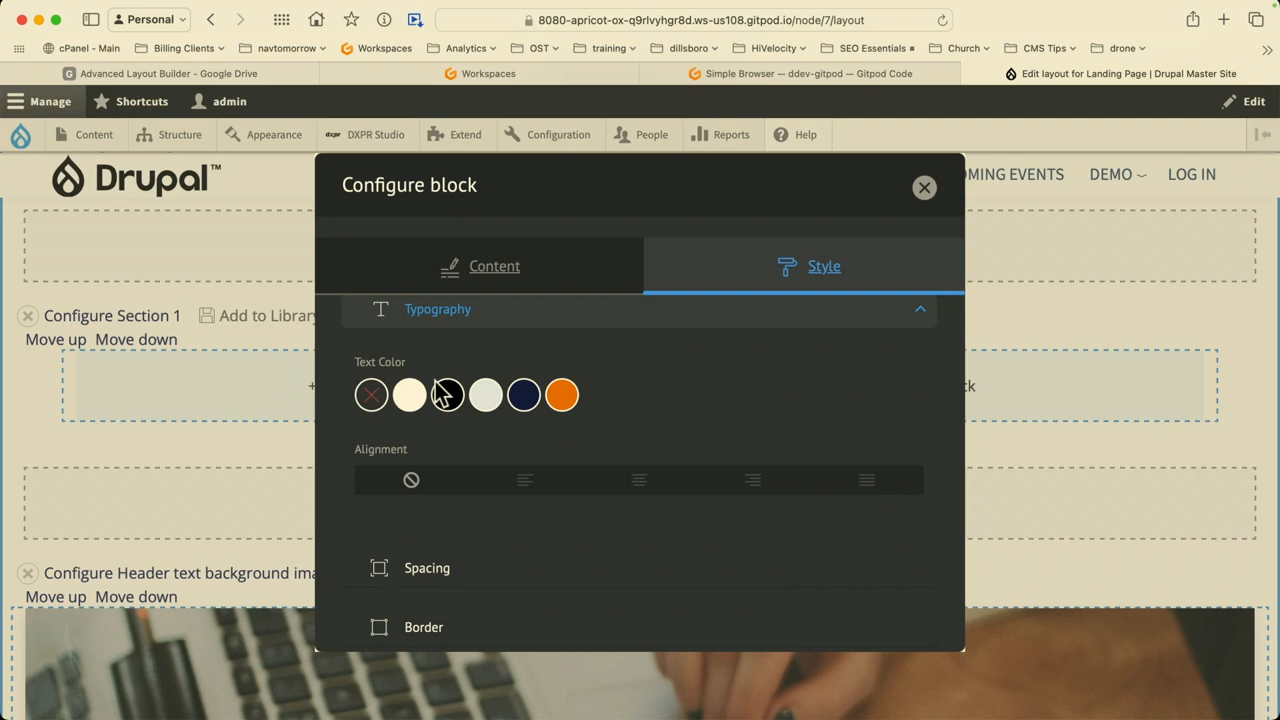 Personal
8080-apricot-ox-q9rlvyhgr8d.ws-us108.gitpod.io/node/7/layout
cPanel - Main Billing Clients navtomorrow Workspaces Analytics OST training dillsboro HiVelocity SEO Essentials Church CMS Tips drone
Advanced Layout Builder - Google Drive Workspaces Simple Browser — ddev-gitpod — Gitpod Code Edit layout for Landing Page | Drupal Master Site
Manage Shortcuts admin Edit
Content Structure Appearance dxpr DXPR Studio Extend Configuration People Reports Help
Drupal™ OMING EVENTS DEMO LOG IN
Configure block
Content Style
Configure Section 1 Add to Library
Move up Move down
Typography
Text Color
+ ck
Alignment
Spacing
Configure Header text background ima
Move up Move down
Border